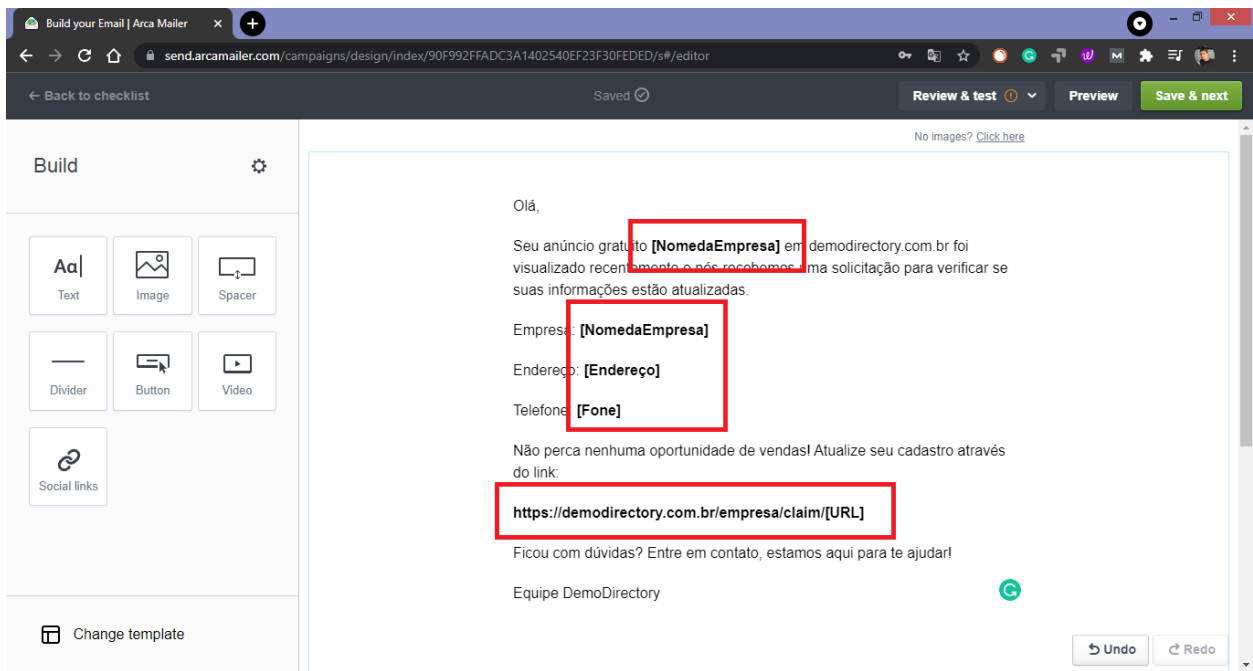 Build your Email | Arca Mailer
send.arcamailer.com/campaigns/design/index/90F992FFADC3A1402540EF23F30FEDED/s#/editor
← Back to checklist
Saved
Review & test
Preview
Save & next
No images? Click here
Build
Aa
Text
Image
Spacer
Divider
Button
Video
Social links
Change template
Olá,
Seu anúncio gratuito [NomedaEmpresa] em demodirectory.com.br foi
visualizado recentemente e nós recebemos uma solicitação para verificar se
suas informações estão atualizadas.
Empresa: [NomedaEmpresa]
Endereço: [Endereço]
Telefone: [Fone]
Não perca nenhuma oportunidade de vendas! Atualize seu cadastro através
do link:
https://demodirectory.com.br/empresa/claim/[URL]
Ficou com dúvidas? Entre em contato, estamos aqui para te ajudar!
Equipe DemoDirectory
Undo
Redo